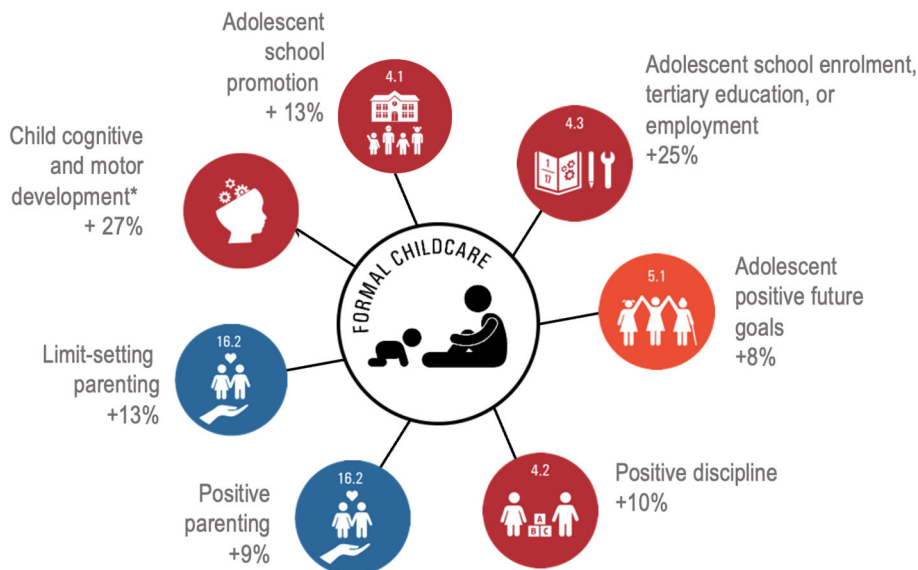 Adolescent
school
promotion
+ 13%
4.1
Adolescent school enrolment,
tertiary education, or
employment
+25%
4.3
1
17
Child cognitive
and motor
development*
+ 27%
FORMAL CHILDCARE
5.1
Adolescent
positive future
goals
+8%
Limit-setting
parenting
+13%
16.2
Positive
parenting
+9%
16.2
4.2
A
B C
Positive discipline
+10%